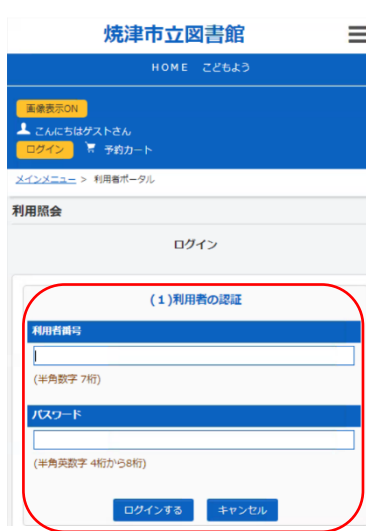 焼津市立図書館
HOME こどもよう
画像表示ON
こんにちはゲストさん
ログイン 予約カート
メインメニュー > 利用者ポータル
利用照会
ログイン
(1)利用者の認証
利用者番号
(半角数字 7桁)
パスワード
(半角英数字 4桁から8桁)
ログインする キャンセル